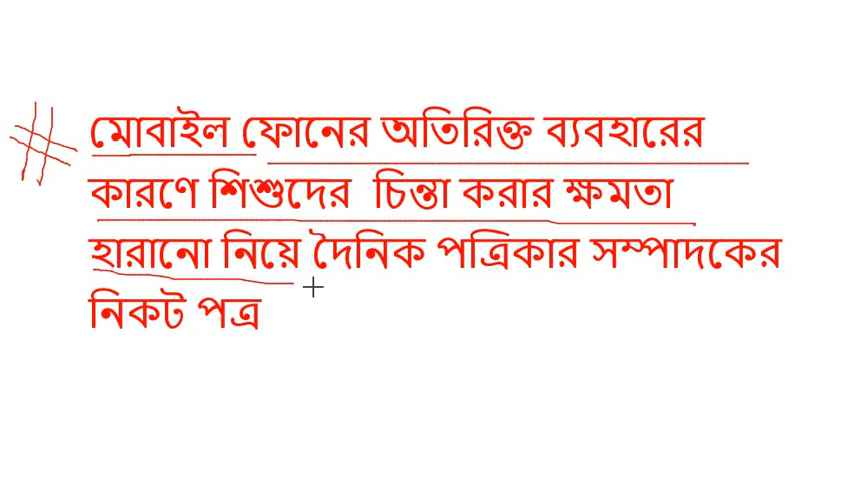 মোবাইল ফোনের অতিরিক্ত ব্যবহারের
কারণে শিশুদের চিন্তা করার ক্ষমতা
হারানো নিয়ে দৈনিক পত্রিকার সম্পাদকের
নিকট পত্র